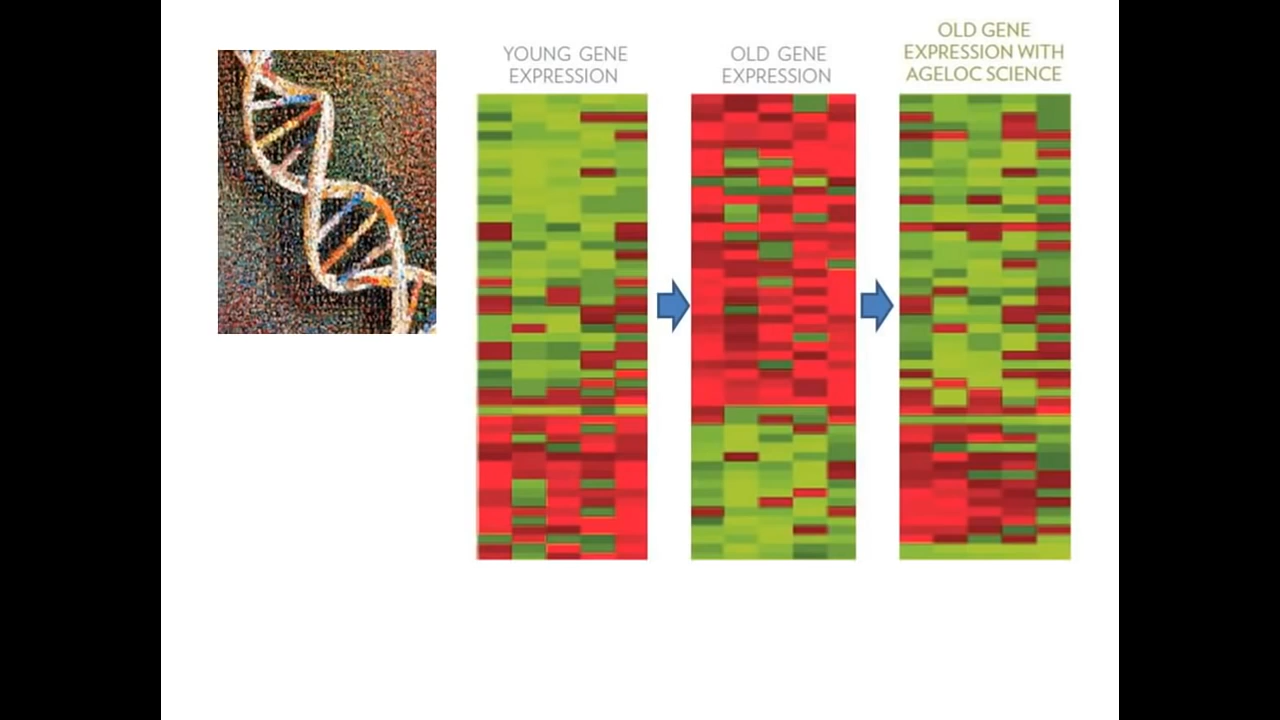 YOUNG GENE
EXPRESSION
OLD GENE
EXPRESSION
OLD GENE
EXPRESSION WITH
AGELOC SCIENCE